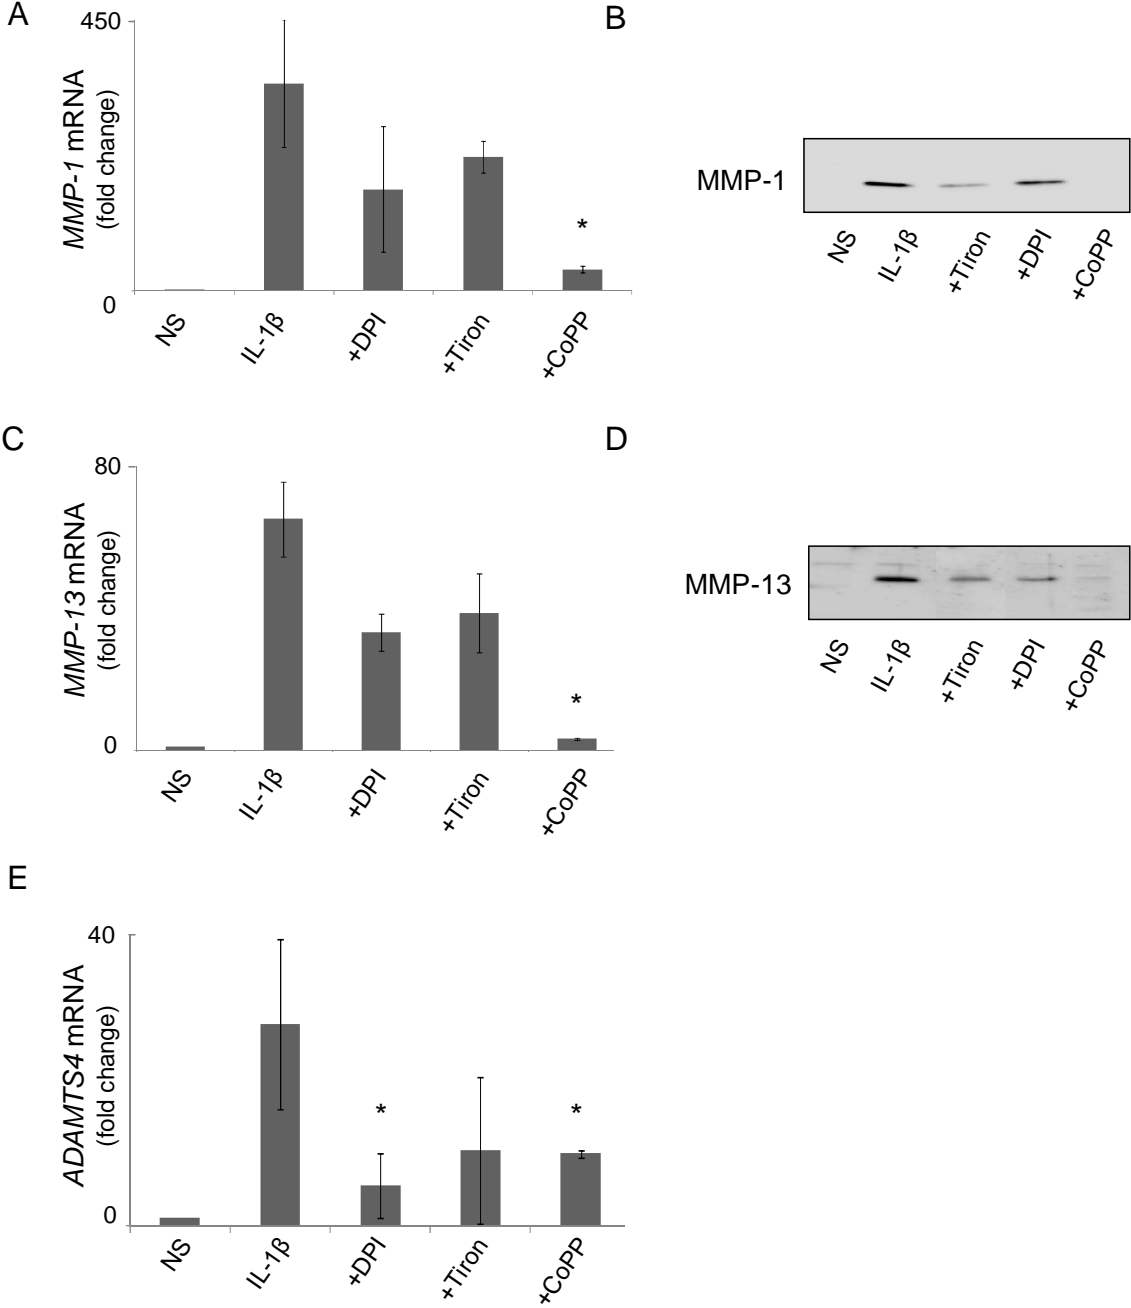 A
450
MMP-1 mRNA
(fold change)
0
NS
IL-1β
+DPI
+Tiron
*
+CoPP
B
MMP-1
NS
IL-1β
+Tiron
+DPI
+CoPP
C
80
MMP-13 mRNA
(fold change)
0
NS
IL-1β
+DPI
+Tiron
*
+CoPP
D
MMP-13
NS
IL-1β
+Tiron
+DPI
+CoPP
E
40
ADAMTS4 mRNA
(fold change)
0
NS
IL-1β
*
+DPI
+Tiron
*
+CoPP